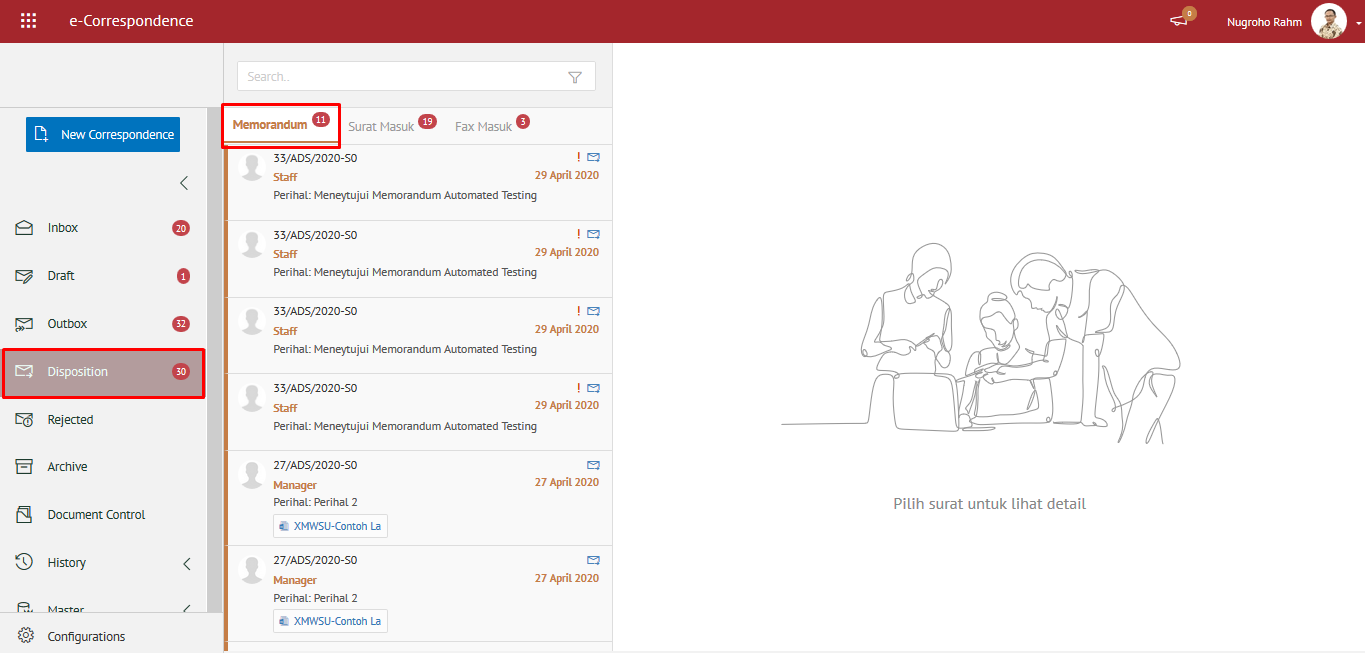 e-Correspondence
0
Nugroho Rahm
Search..
New Correspondence
Inbox 20
Draft 1
Outbox 32
Disposition 30
Rejected
Archive
Document Control
History
Master
Configurations
Memorandum 11 Surat Masuk 19 Fax Masuk 3
33/ADS/2020-S0 !
Staff 29 April 2020
Perihal: Meneytujui Memorandum Automated Testing
33/ADS/2020-S0 !
Staff 29 April 2020
Perihal: Meneytujui Memorandum Automated Testing
33/ADS/2020-S0 !
Staff 29 April 2020
Perihal: Meneytujui Memorandum Automated Testing
33/ADS/2020-S0 !
Staff 29 April 2020
Perihal: Meneytujui Memorandum Automated Testing
27/ADS/2020-S0
Manager 27 April 2020
Perihal: Perihal 2
XMWSU-Contoh La
27/ADS/2020-S0
Manager 27 April 2020
Perihal: Perihal 2
XMWSU-Contoh La
Pilih surat untuk lihat detail